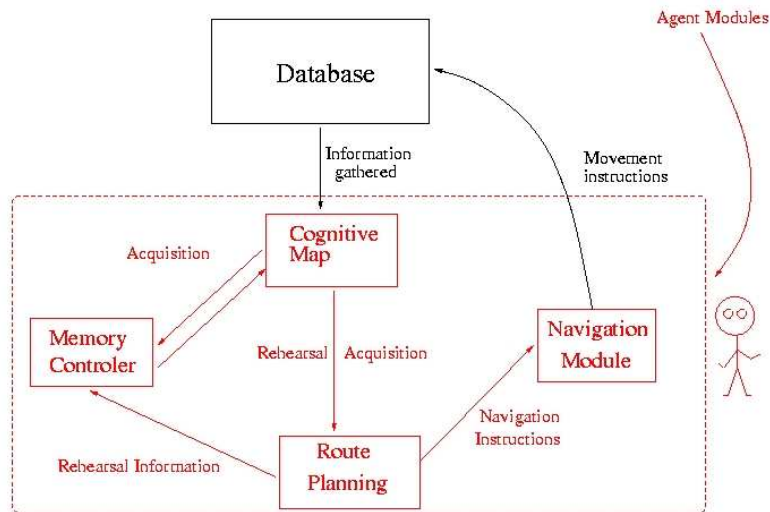 Agent Modules
Database
Information
gathered
Movement
instructions
Cognitive
Map
Acquisition
Memory
Controler
Rehearsal
Acquisition
Navigation
Module
Navigation
Instructions
Rehearsal Information
Route
Planning